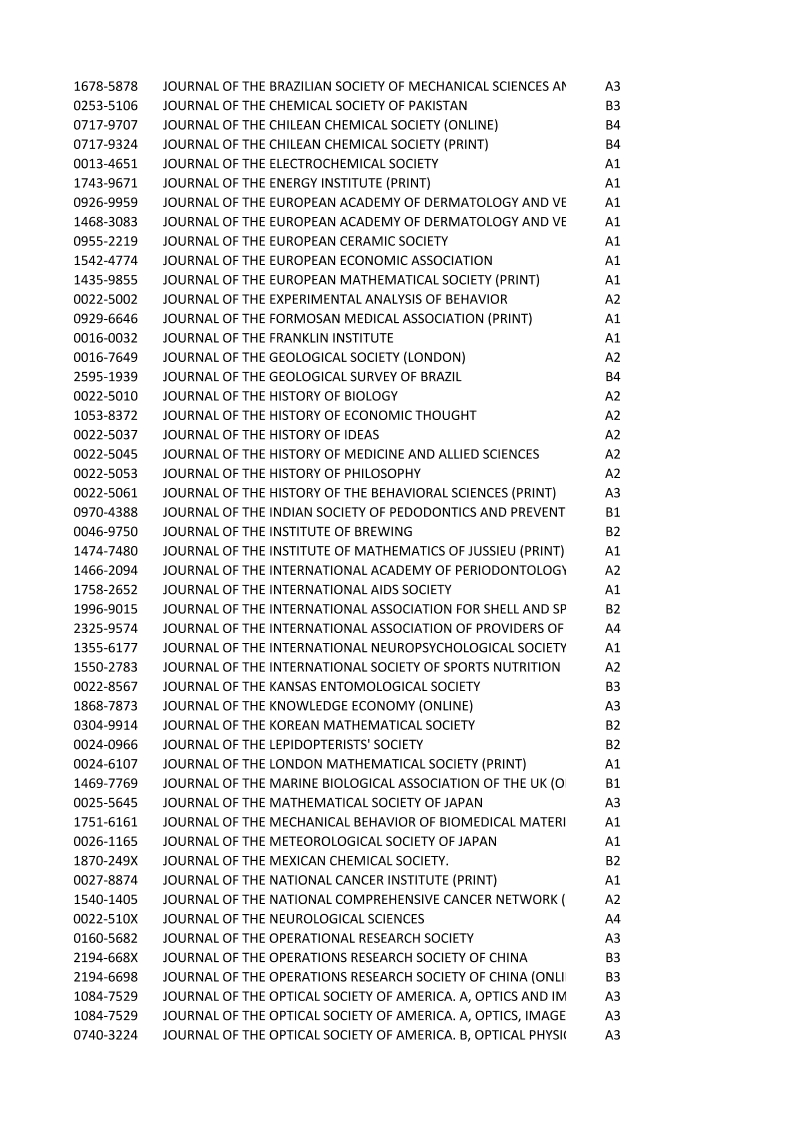 1678-5878 JOURNAL OF THE BRAZILIAN SOCIETY OF MECHANICAL SCIENCES AN A3
0253-5106 JOURNAL OF THE CHEMICAL SOCIETY OF PAKISTAN B3
0717-9707 JOURNAL OF THE CHILEAN CHEMICAL SOCIETY (ONLINE) B4
0717-9324 JOURNAL OF THE CHILEAN CHEMICAL SOCIETY (PRINT) B4
0013-4651 JOURNAL OF THE ELECTROCHEMICAL SOCIETY A1
1743-9671 JOURNAL OF THE ENERGY INSTITUTE (PRINT) A1
0926-9959 JOURNAL OF THE EUROPEAN ACADEMY OF DERMATOLOGY AND VE A1
1468-3083 JOURNAL OF THE EUROPEAN ACADEMY OF DERMATOLOGY AND VE A1
0955-2219 JOURNAL OF THE EUROPEAN CERAMIC SOCIETY A1
1542-4774 JOURNAL OF THE EUROPEAN ECONOMIC ASSOCIATION A1
1435-9855 JOURNAL OF THE EUROPEAN MATHEMATICAL SOCIETY (PRINT) A1
0022-5002 JOURNAL OF THE EXPERIMENTAL ANALYSIS OF BEHAVIOR A2
0929-6646 JOURNAL OF THE FORMOSAN MEDICAL ASSOCIATION (PRINT) A1
0016-0032 JOURNAL OF THE FRANKLIN INSTITUTE A1
0016-7649 JOURNAL OF THE GEOLOGICAL SOCIETY (LONDON) A2
2595-1939 JOURNAL OF THE GEOLOGICAL SURVEY OF BRAZIL B4
0022-5010 JOURNAL OF THE HISTORY OF BIOLOGY A2
1053-8372 JOURNAL OF THE HISTORY OF ECONOMIC THOUGHT A2
0022-5037 JOURNAL OF THE HISTORY OF IDEAS A2
0022-5045 JOURNAL OF THE HISTORY OF MEDICINE AND ALLIED SCIENCES A2
0022-5053 JOURNAL OF THE HISTORY OF PHILOSOPHY A2
0022-5061 JOURNAL OF THE HISTORY OF THE BEHAVIORAL SCIENCES (PRINT) A3
0970-4388 JOURNAL OF THE INDIAN SOCIETY OF PEDODONTICS AND PREVENT B1
0046-9750 JOURNAL OF THE INSTITUTE OF BREWING B2
1474-7480 JOURNAL OF THE INSTITUTE OF MATHEMATICS OF JUSSIEU (PRINT) A1
1466-2094 JOURNAL OF THE INTERNATIONAL ACADEMY OF PERIODONTOLOGY A2
1758-2652 JOURNAL OF THE INTERNATIONAL AIDS SOCIETY A1
1996-9015 JOURNAL OF THE INTERNATIONAL ASSOCIATION FOR SHELL AND SP B2
2325-9574 JOURNAL OF THE INTERNATIONAL ASSOCIATION OF PROVIDERS OF A4
1355-6177 JOURNAL OF THE INTERNATIONAL NEUROPSYCHOLOGICAL SOCIETY A1
1550-2783 JOURNAL OF THE INTERNATIONAL SOCIETY OF SPORTS NUTRITION A2
0022-8567 JOURNAL OF THE KANSAS ENTOMOLOGICAL SOCIETY B3
1868-7873 JOURNAL OF THE KNOWLEDGE ECONOMY (ONLINE) A3
0304-9914 JOURNAL OF THE KOREAN MATHEMATICAL SOCIETY B2
0024-0966 JOURNAL OF THE LEPIDOPTERISTS' SOCIETY B2
0024-6107 JOURNAL OF THE LONDON MATHEMATICAL SOCIETY (PRINT) A1
1469-7769 JOURNAL OF THE MARINE BIOLOGICAL ASSOCIATION OF THE UK (O B1
0025-5645 JOURNAL OF THE MATHEMATICAL SOCIETY OF JAPAN A3
1751-6161 JOURNAL OF THE MECHANICAL BEHAVIOR OF BIOMEDICAL MATERI A1
0026-1165 JOURNAL OF THE METEOROLOGICAL SOCIETY OF JAPAN A1
1870-249X JOURNAL OF THE MEXICAN CHEMICAL SOCIETY. B2
0027-8874 JOURNAL OF THE NATIONAL CANCER INSTITUTE (PRINT) A1
1540-1405 JOURNAL OF THE NATIONAL COMPREHENSIVE CANCER NETWORK ( A2
0022-510X JOURNAL OF THE NEUROLOGICAL SCIENCES A4
0160-5682 JOURNAL OF THE OPERATIONAL RESEARCH SOCIETY A3
2194-668X JOURNAL OF THE OPERATIONS RESEARCH SOCIETY OF CHINA B3
2194-6698 JOURNAL OF THE OPERATIONS RESEARCH SOCIETY OF CHINA (ONLI B3
1084-7529 JOURNAL OF THE OPTICAL SOCIETY OF AMERICA. A, OPTICS AND IM A3
1084-7529 JOURNAL OF THE OPTICAL SOCIETY OF AMERICA. A, OPTICS, IMAGE A3
0740-3224 JOURNAL OF THE OPTICAL SOCIETY OF AMERICA. B, OPTICAL PHYSIC A3